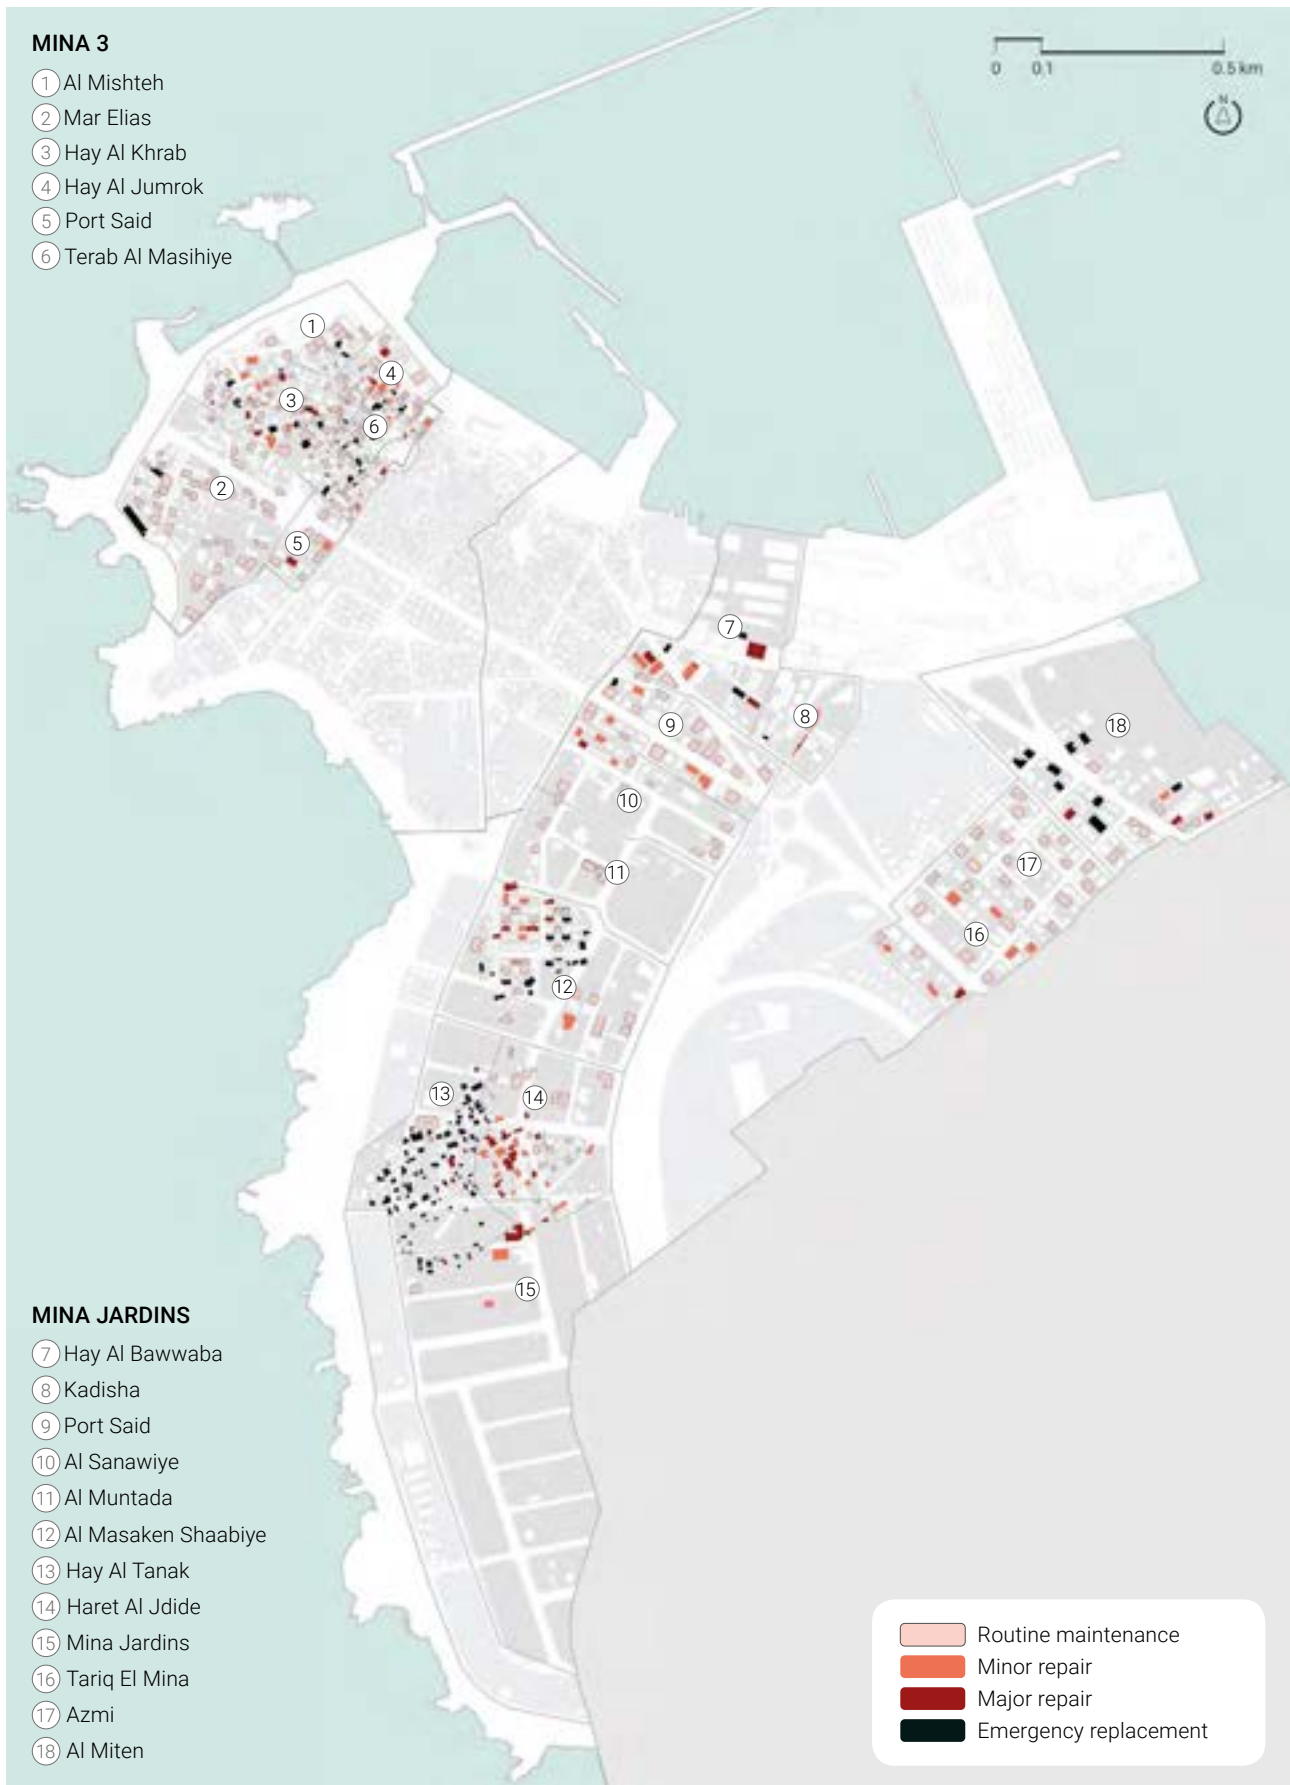 MINA 3
1 Al Mishteh
2 Mar Elias
3 Hay Al Khrab
4 Hay Al Jumrok
5 Port Said
6 Terab Al Masihiye
0 0.1 0.5 km
N
1
4
3
6
2
5
7
8
9
18
10
17
11
16
12
13
14
15
MINA JARDINS
7 Hay Al Bawwaba
8 Kadisha
9 Port Said
10 Al Sanawiye
11 Al Muntada
12 Al Masaken Shaabiye
13 Hay Al Tanak
14 Haret Al Jdide
15 Mina Jardins
16 Tariq El Mina
17 Azmi
18 Al Miten
Routine maintenance
Minor repair
Major repair
Emergency replacement